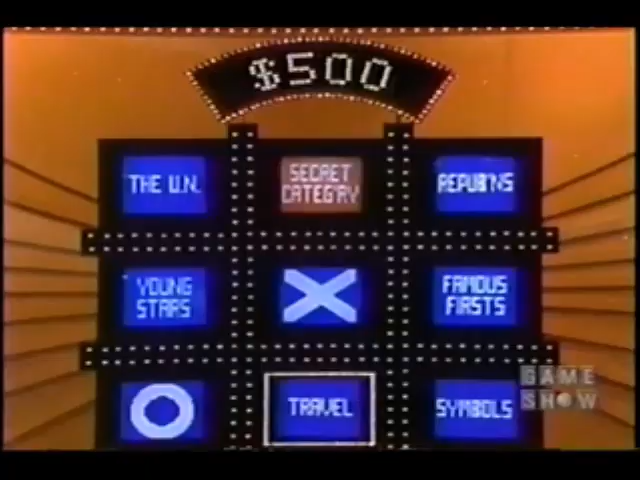 $500
THE U.N.
SECRET
CATEG'RY
REPUB'NS
YOUNG
STARS
X
FAMOUS
FIRSTS
O
TRAVEL
SYMBOLS
GAME
SHOW